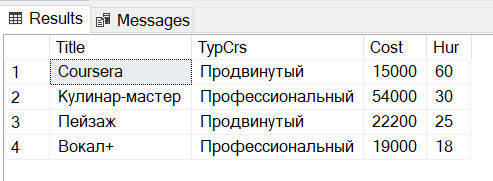 Results Messages
Title TypCrs Cost Hur
1 Coursera Продвинутый 15000 60
2 Кулинар-мастер Профессиональный 54000 30
3 Пейзаж Продвинутый 22200 25
4 Вокал+ Профессиональный 19000 18